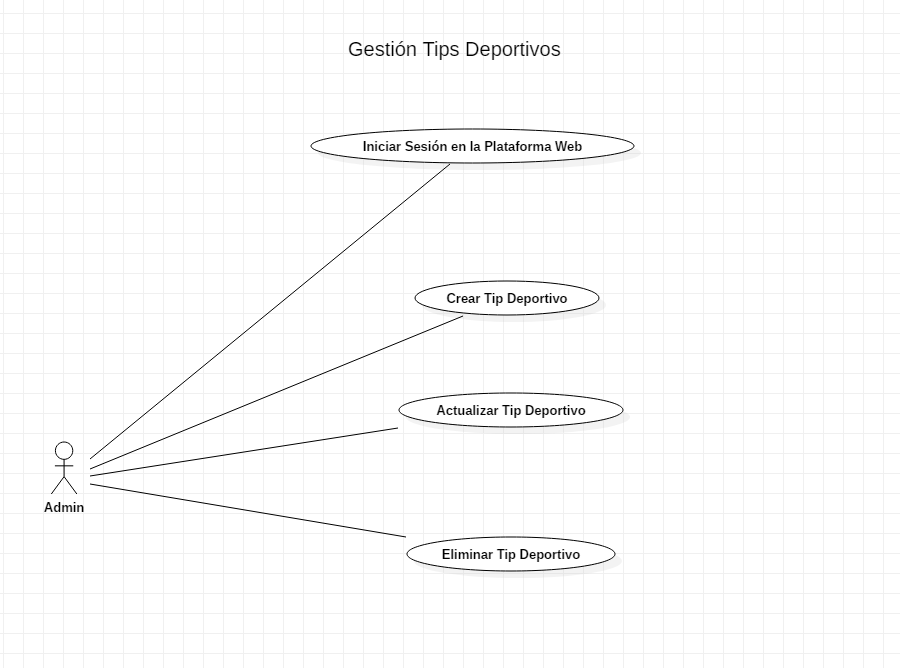 Gestión Tips Deportivos
Iniciar Sesión en la Plataforma Web
Crear Tip Deportivo
Actualizar Tip Deportivo
Admin
Eliminar Tip Deportivo